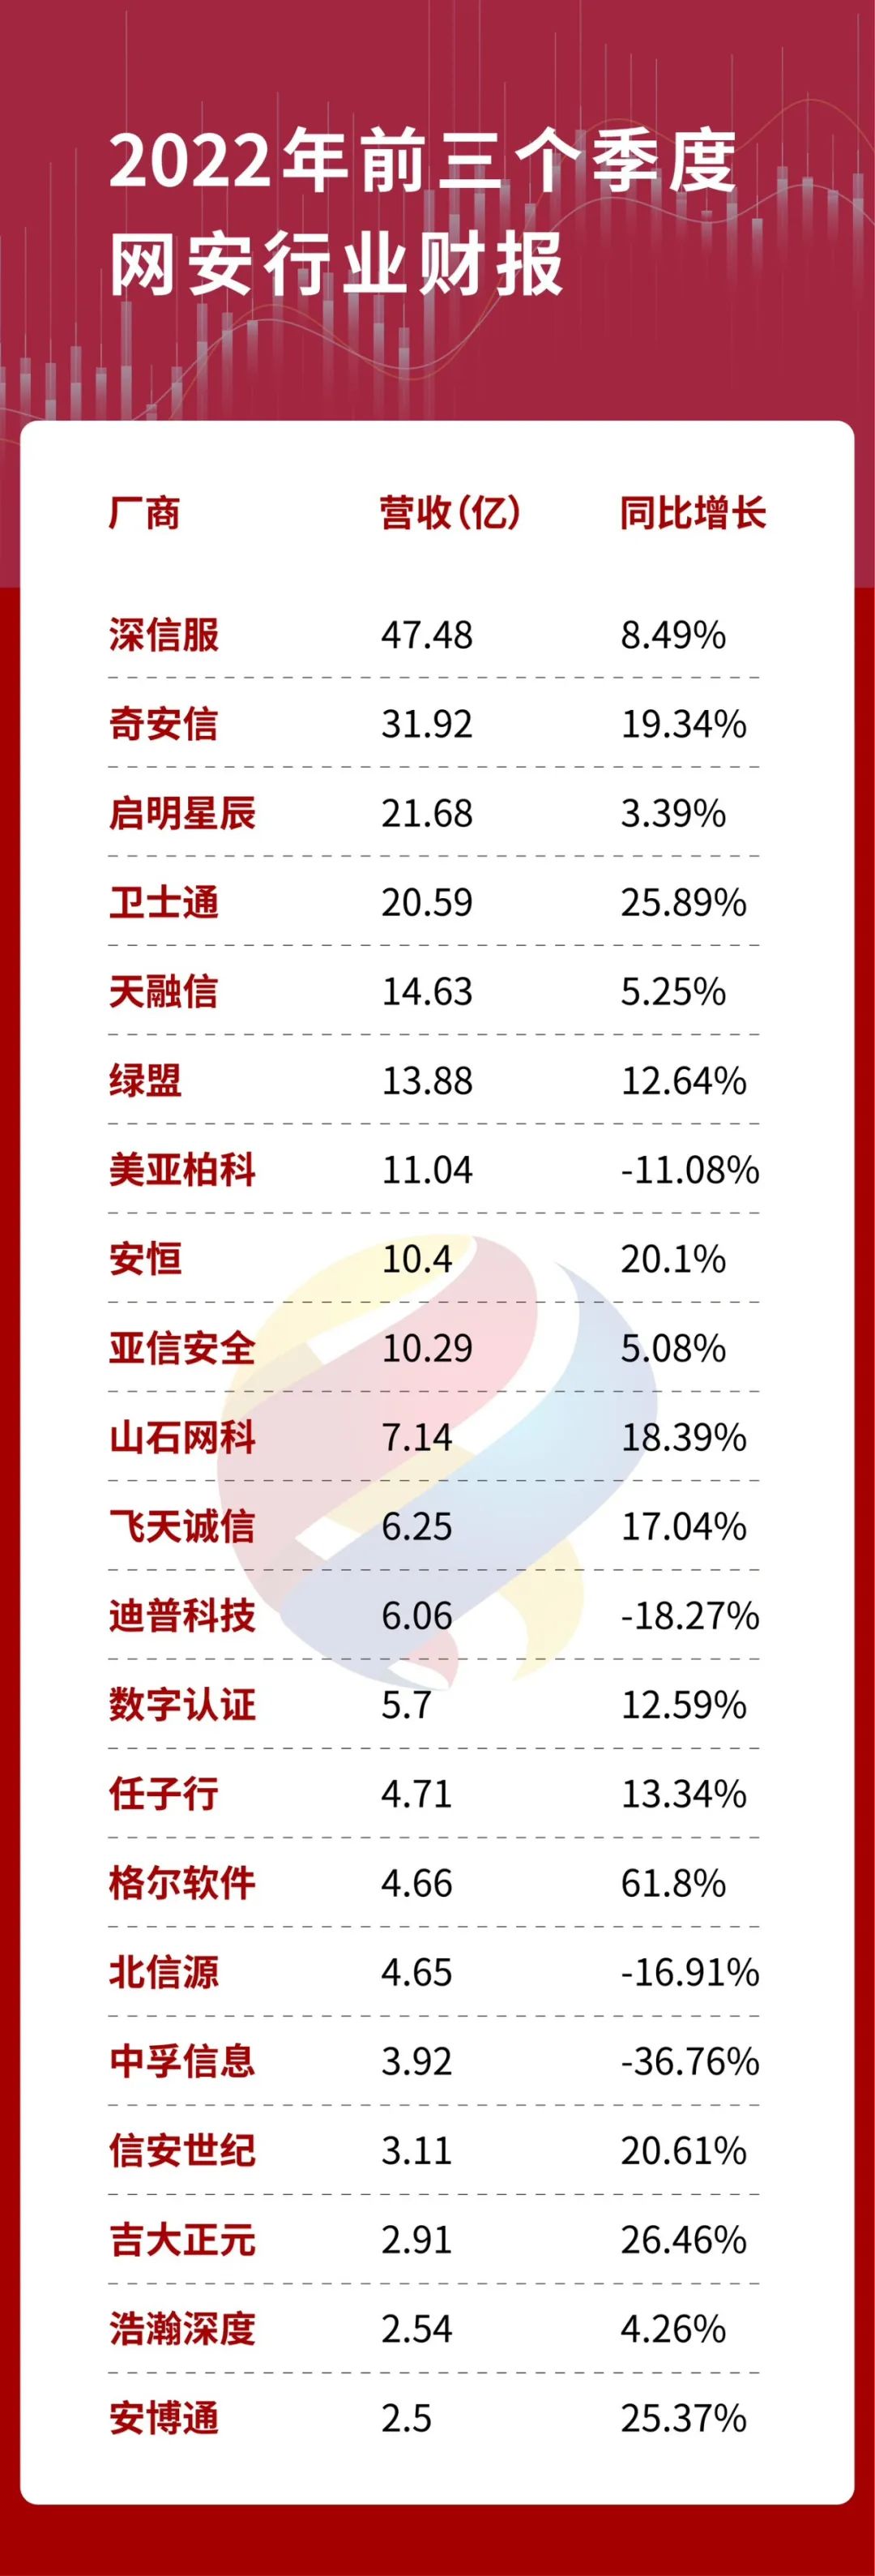 2022年前三个季度
网安行业财报
厂商 营收(亿) 同比增长
深信服 47.48 8.49%
奇安信 31.92 19.34%
启明星辰 21.68 3.39%
卫士通 20.59 25.89%
天融信 14.63 5.25%
绿盟 13.88 12.64%
美亚柏科 11.04 -11.08%
安恒 10.4 20.1%
亚信安全 10.29 5.08%
山石网科 7.14 18.39%
飞天诚信 6.25 17.04%
迪普科技 6.06 -18.27%
数字认证 5.7 12.59%
任子行 4.71 13.34%
格尔软件 4.66 61.8%
北信源 4.65 -16.91%
中孚信息 3.92 -36.76%
信安世纪 3.11 20.61%
吉大正元 2.91 26.46%
浩瀚深度 2.54 4.26%
安博通 2.5 25.37%